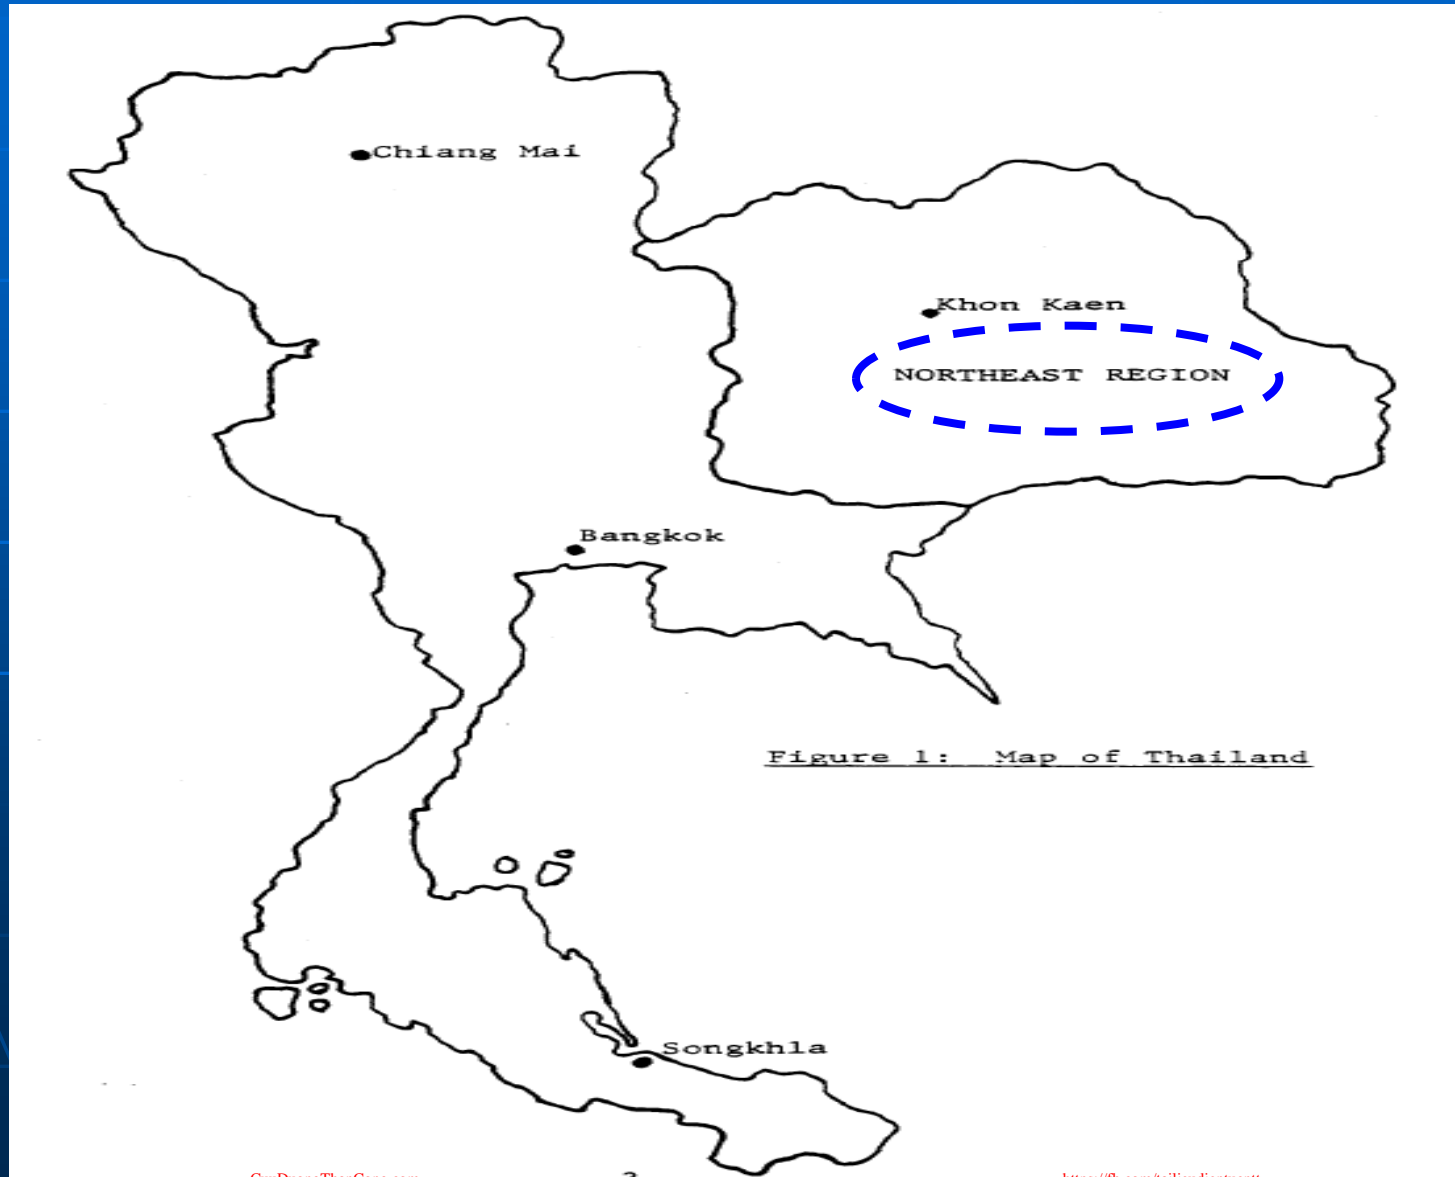 Chiang Mai
Khon Kaen
NORTHEAST REGION
Bangkok
Figure 1: Map of Thailand
Songkhla